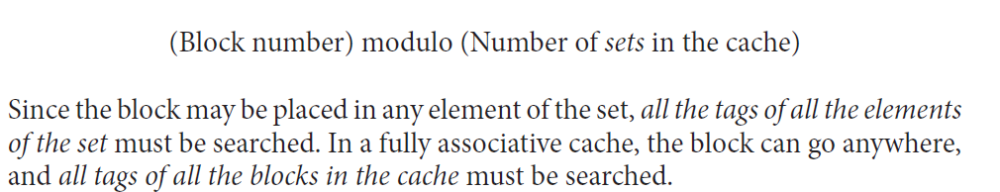 (Block number) modulo (Number of sets in the cache)
Since the block may be placed in any element of the set, all the tags of all the elements
of the set must be searched. In a fully associative cache, the block can go anywhere,
and all tags of all the blocks in the cache must be searched.